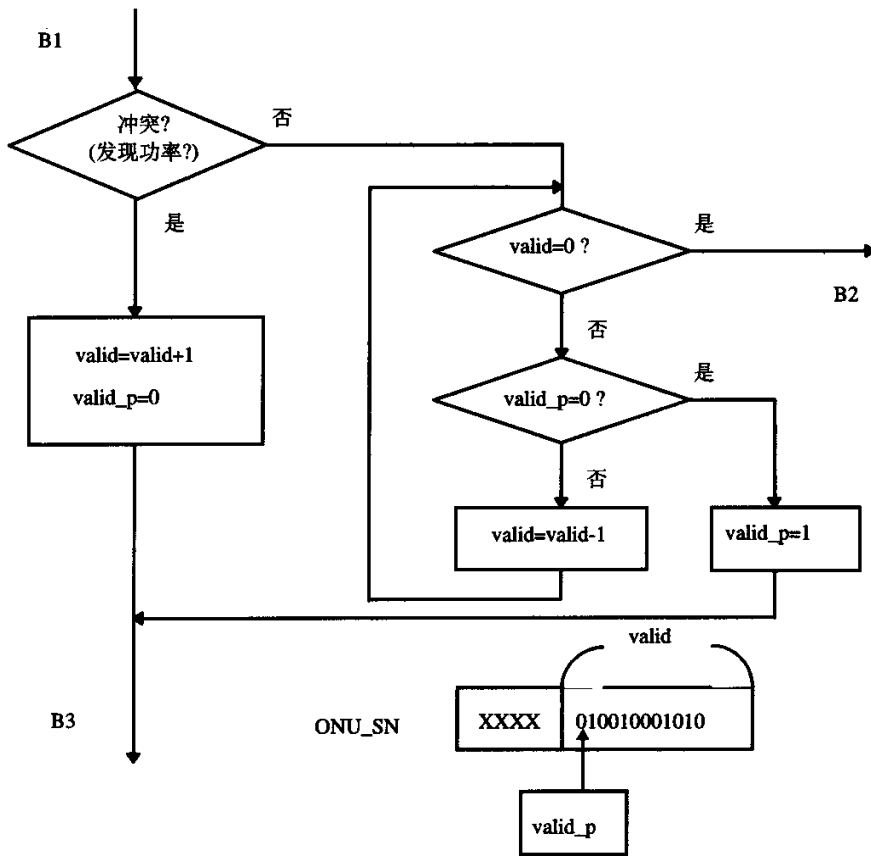 B1
冲突?
(发现功率?)
否
是
valid=0 ?
是
B2
否
valid=valid+1
valid_p=0
valid_p=0 ?
是
否
valid=valid-1
valid_p=1
valid
B3
ONU_SN
XXXX
010010001010
valid_p